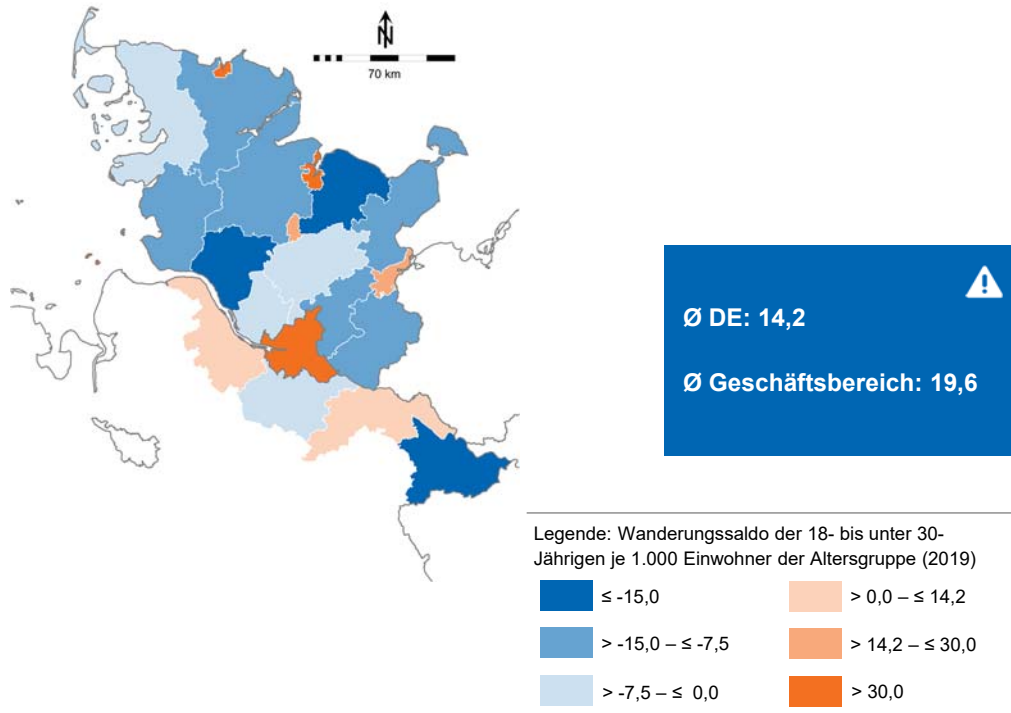 N
70 km
Ø DE: 14,2
Ø Geschäftsbereich: 19,6
Legende: Wanderungssaldo der 18- bis unter 30-
Jährigen je 1.000 Einwohner der Altersgruppe (2019)
≤ -15,0
> 0,0 – ≤ 14,2
> -15,0 – ≤ -7,5
> 14,2 – ≤ 30,0
> -7,5 – ≤ 0,0
> 30,0